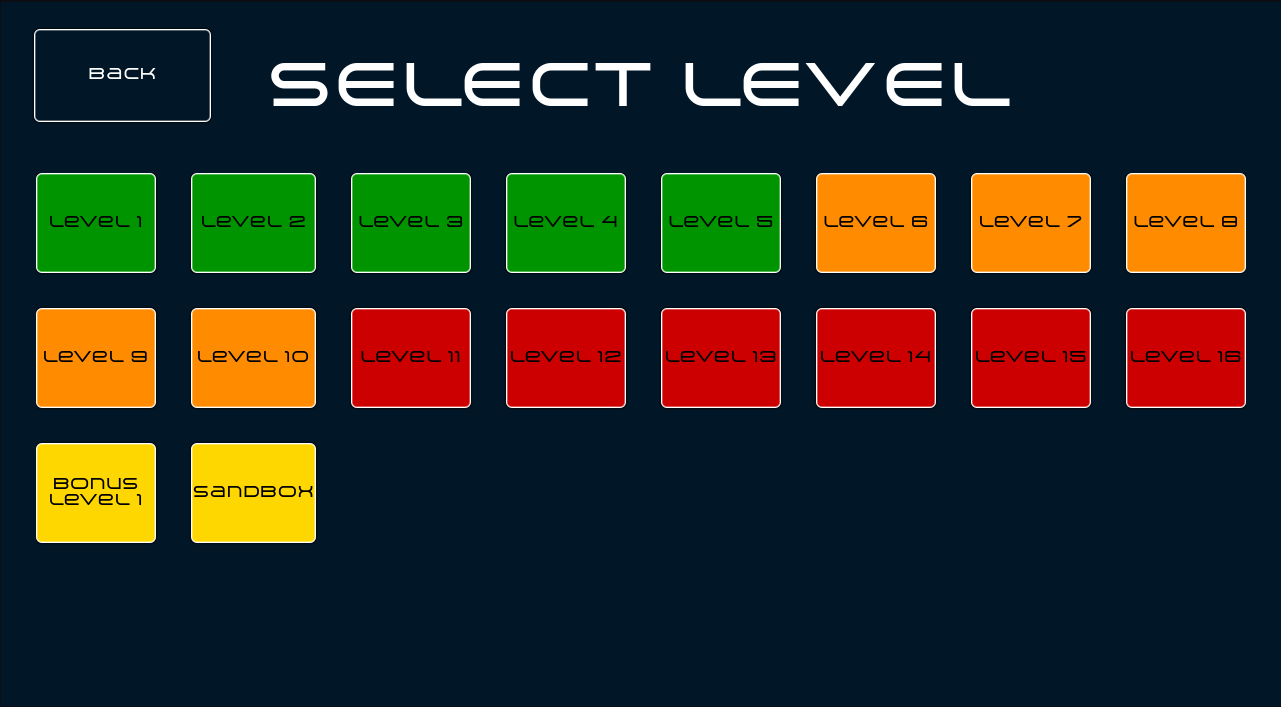 Back
SELECT LEVEL
Level 1
Level 2
Level 3
Level 4
Level 5
Level 6
Level 7
Level 8
Level 9
Level 10
Level 11
Level 12
Level 13
Level 14
Level 15
Level 16
Bonus
Level 1
Sandbox